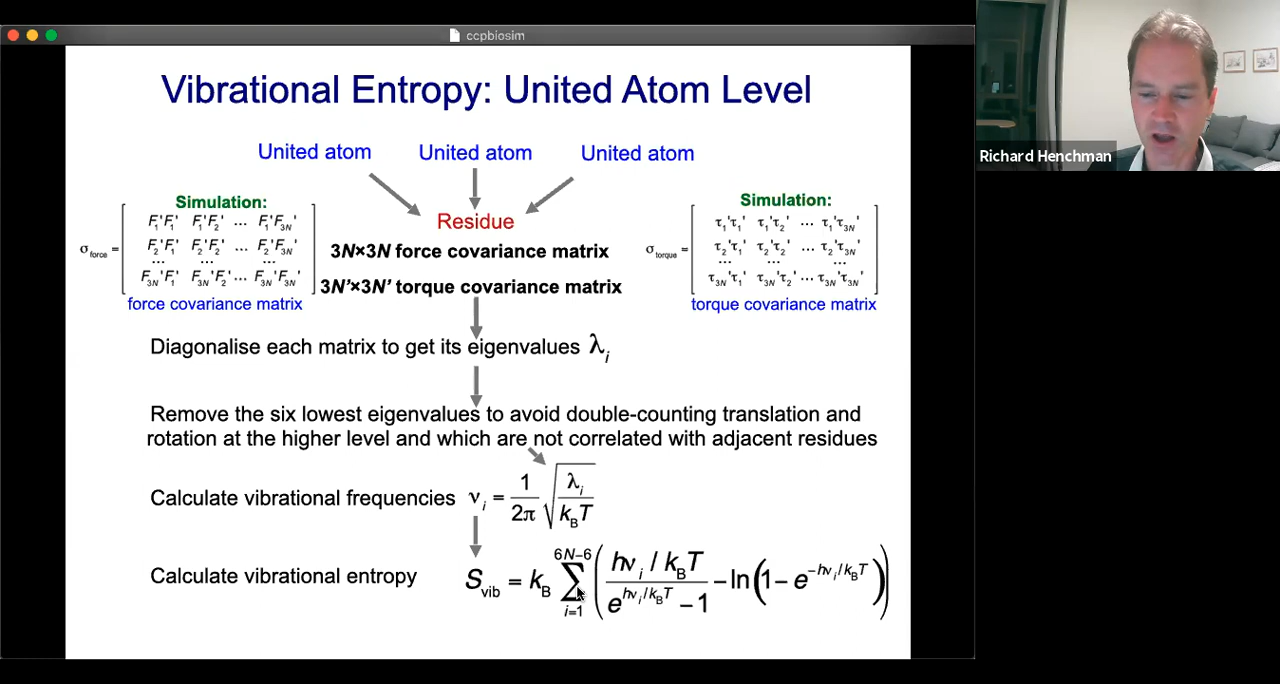 ccpbiosim
Richard Henchman
Vibrational Entropy: United Atom Level
United atom United atom United atom
Simulation:
σforce = [F₁'F₁' F₁'F₂' ... F₁'F₃N'
F₂'F₁' F₂'F₂' ... F₂'F₃N'
... ... ...
F₃N'F₁' F₃N'F₂' ... F₃N'F₃N']
force covariance matrix
Residue
3N×3N force covariance matrix
3N’×3N’ torque covariance matrix
Simulation:
σtorque = [τ₁'τ₁' τ₁'τ₂' ... τ₁'τ₃N'
τ₂'τ₁' τ₂'τ₂' ... τ₂'τ₃N'
... ... ...
τ₃N'τ₁' τ₃N'τ₂' ... τ₃N'τ₃N']
torque covariance matrix
Diagonalise each matrix to get its eigenvalues λᵢ
Remove the six lowest eigenvalues to avoid double-counting translation and
rotation at the higher level and which are not correlated with adjacent residues
Calculate vibrational frequencies νᵢ = 1/2π √(λᵢ/kBT)
Calculate vibrational entropy Svib = kB ∑ i=1 6N−6 (hνᵢ / kBT / (e^(hνᵢ/kBT) − 1) − ln(1 − e^(−hνᵢ/kBT)))